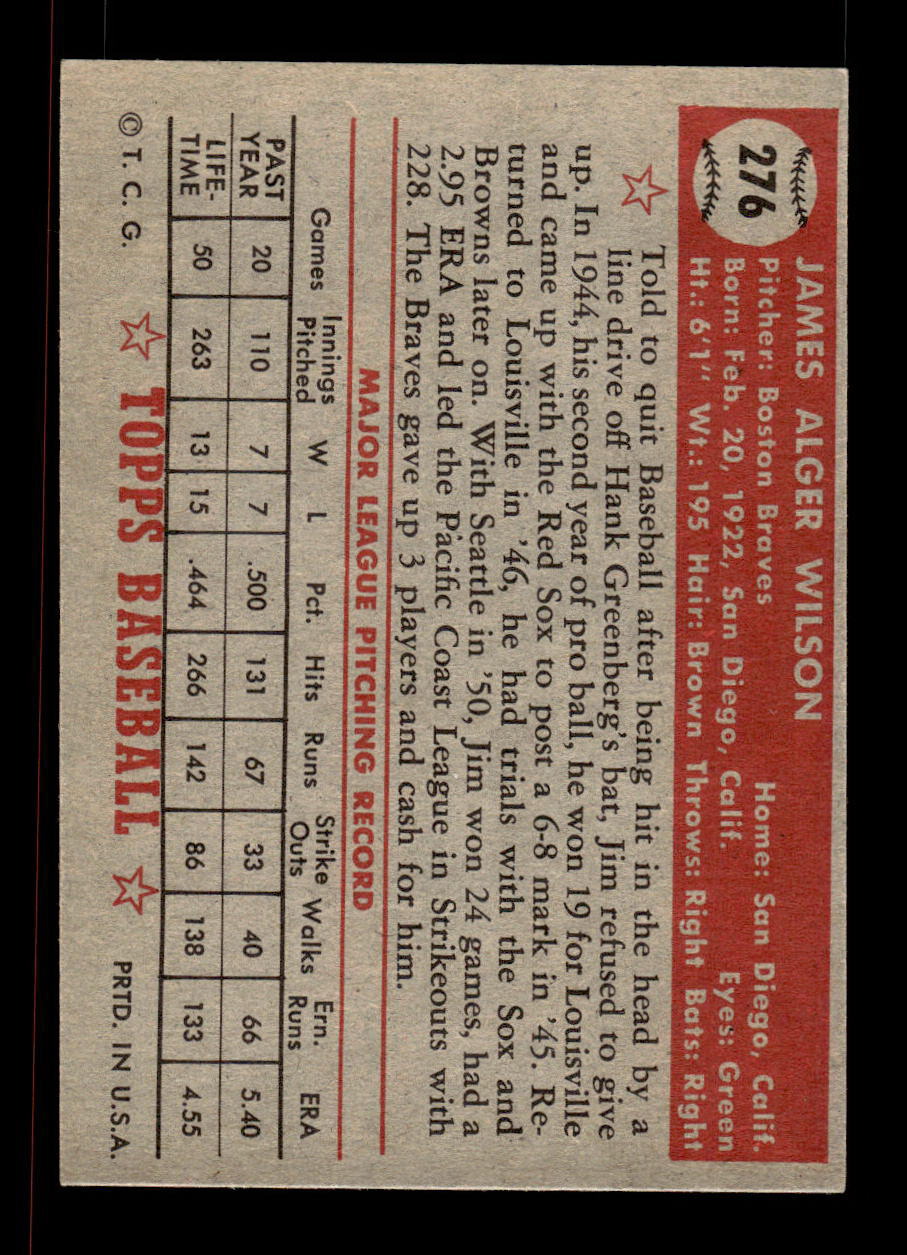 276
JAMES ALGER WILSON
Pitcher: Boston Braves Home: San Diego, Calif.
Born: Feb. 20, 1922, San Diego, Calif. Eyes: Green
Ht.: 6'1" Wt.: 195 Hair: Brown Throws: Right Bats: Right
Told to quit Baseball after being hit in the head by a
line drive off Hank Greenberg's bat, Jim refused to give
up. In 1944, his second year of pro ball, he won 19 for Louisville
and came up with the Red Sox to post a 6-8 mark in '45. Re-
turned to Louisville in '46, he had trials with the Sox and
Browns later on. With Seattle in '50, Jim won 24 games, had a
2.95 ERA and led the Pacific Coast League in Strikeouts with
228. The Braves gave up 3 players and cash for him.
MAJOR LEAGUE PITCHING RECORD
Games Innings Pitched W L Pct. Hits Runs Strike Outs Walks Ern. Runs ERA
PAST YEAR 20 110 7 7 .500 131 67 33 40 66 5.40
LIFE-TIME 50 263 13 15 .464 266 142 86 138 133 4.55
© T. C. G. TOPPS BASEBALL PRTD. IN U.S.A.